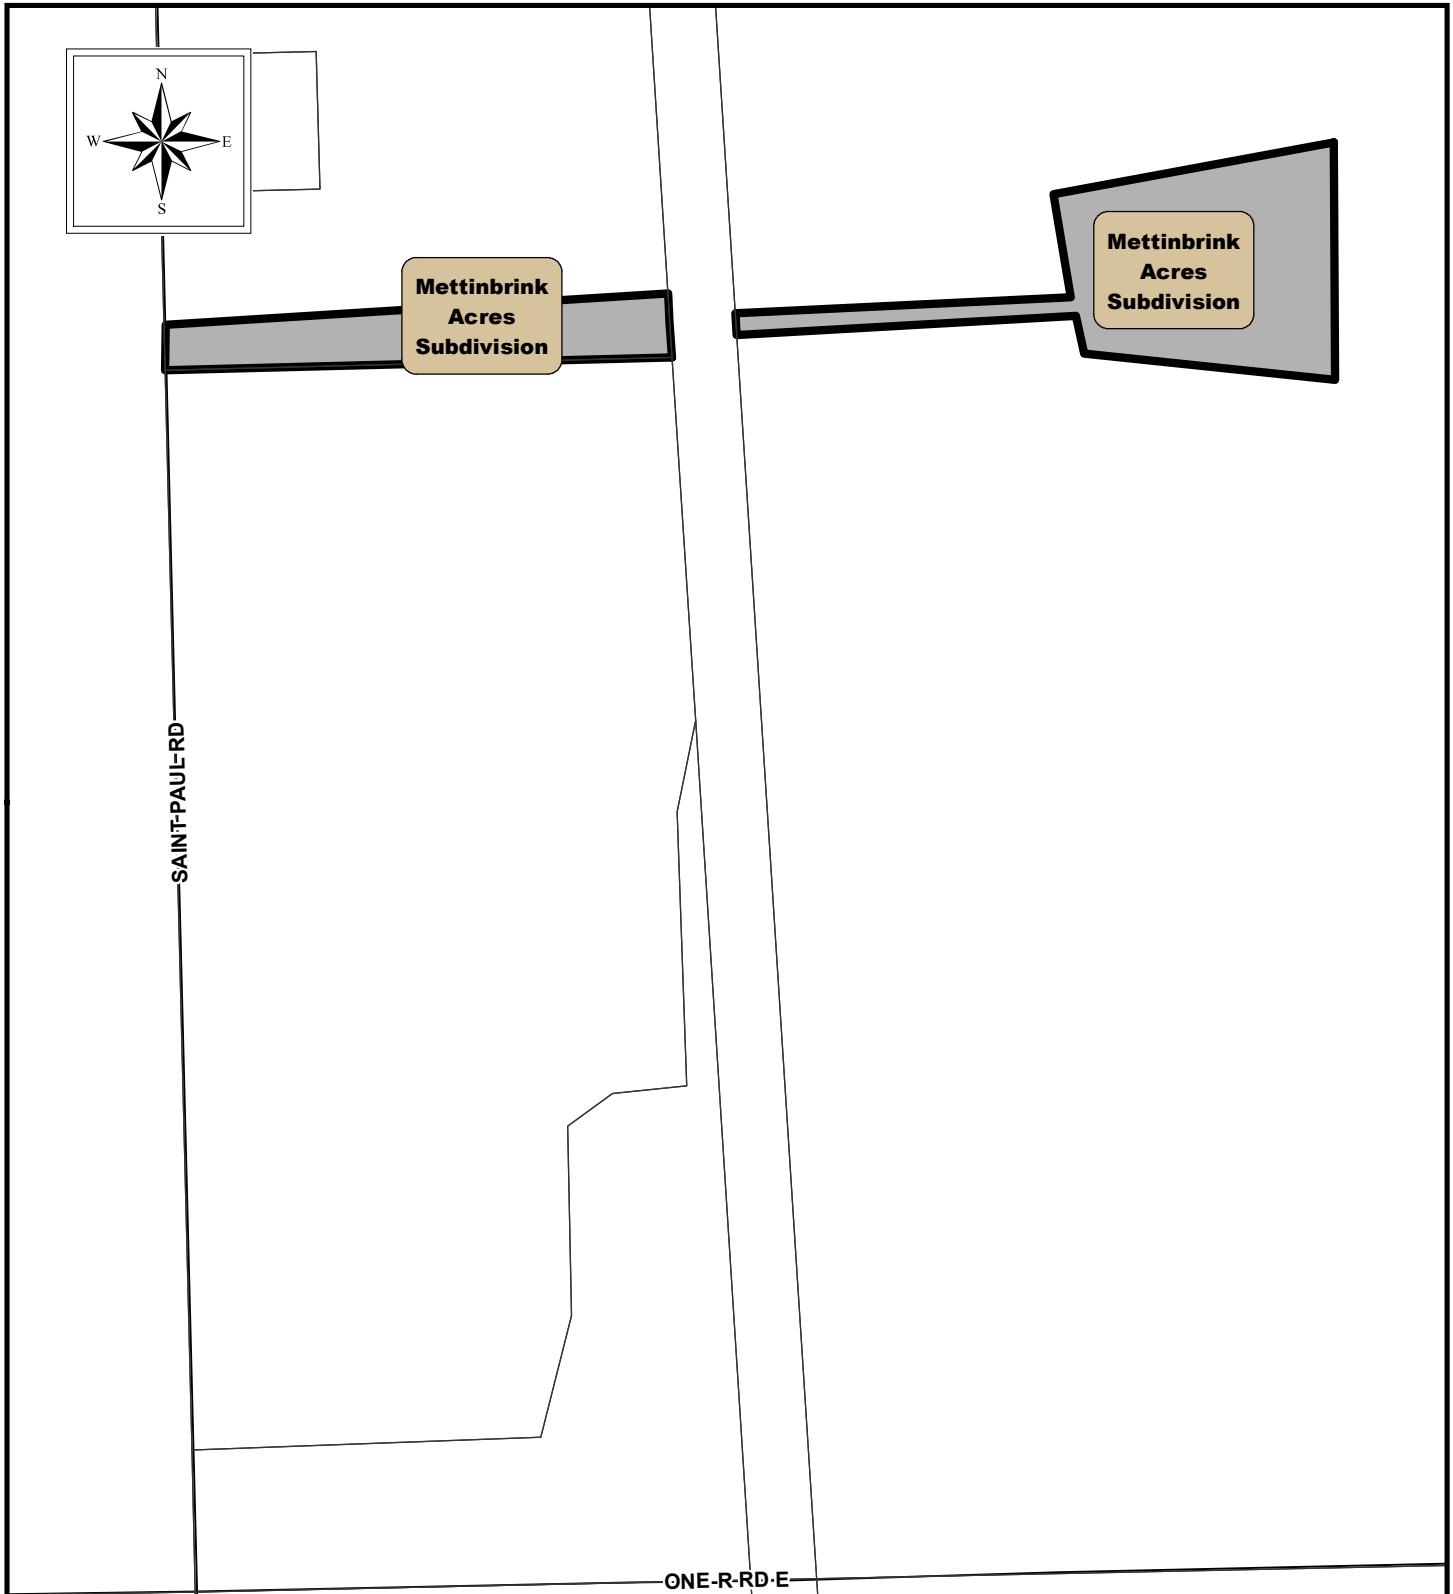 N
W
E
S
Mettinbrink
Acres
Subdivision
Mettinbrink
Acres
Subdivision
SAINT-PAUL-RD
ONE-R-RD-E